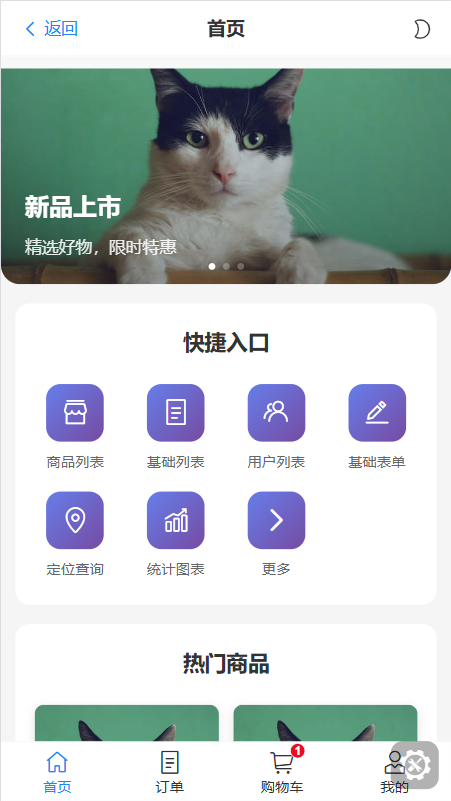 返回
首页
新品上市
精选好物，限时特惠
快捷入口
商品列表
基础列表
用户列表
基础表单
定位查询
统计图表
更多
热门商品
1
首页
订单
购物车
我的